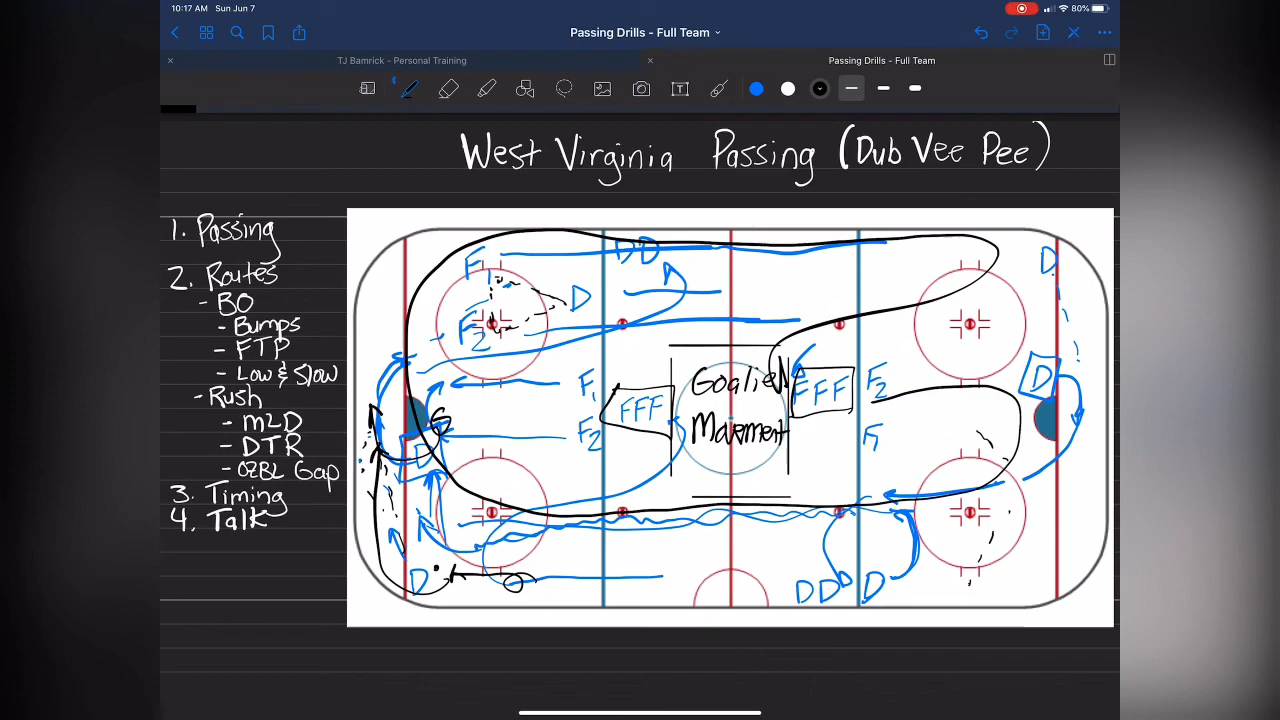 10:17 AM Sun Jun 7
80%
Passing Drills - Full Team
TJ Bamrick - Personal Training
Passing Drills - Full Team
West Virginia Passing (Dub Vee Pee)
1. Passing
2. Routes
- BO
- Bumps
- FTP
- Low & Slow
- Rush
- M2D
- DTR
- OZBL Gap
3. Timing
4. Talk
F1
DD
D
D
D
F2
F1
FFF
Goalie
FFF
F2
D
F2
Movement
F1
D
D
DDD D